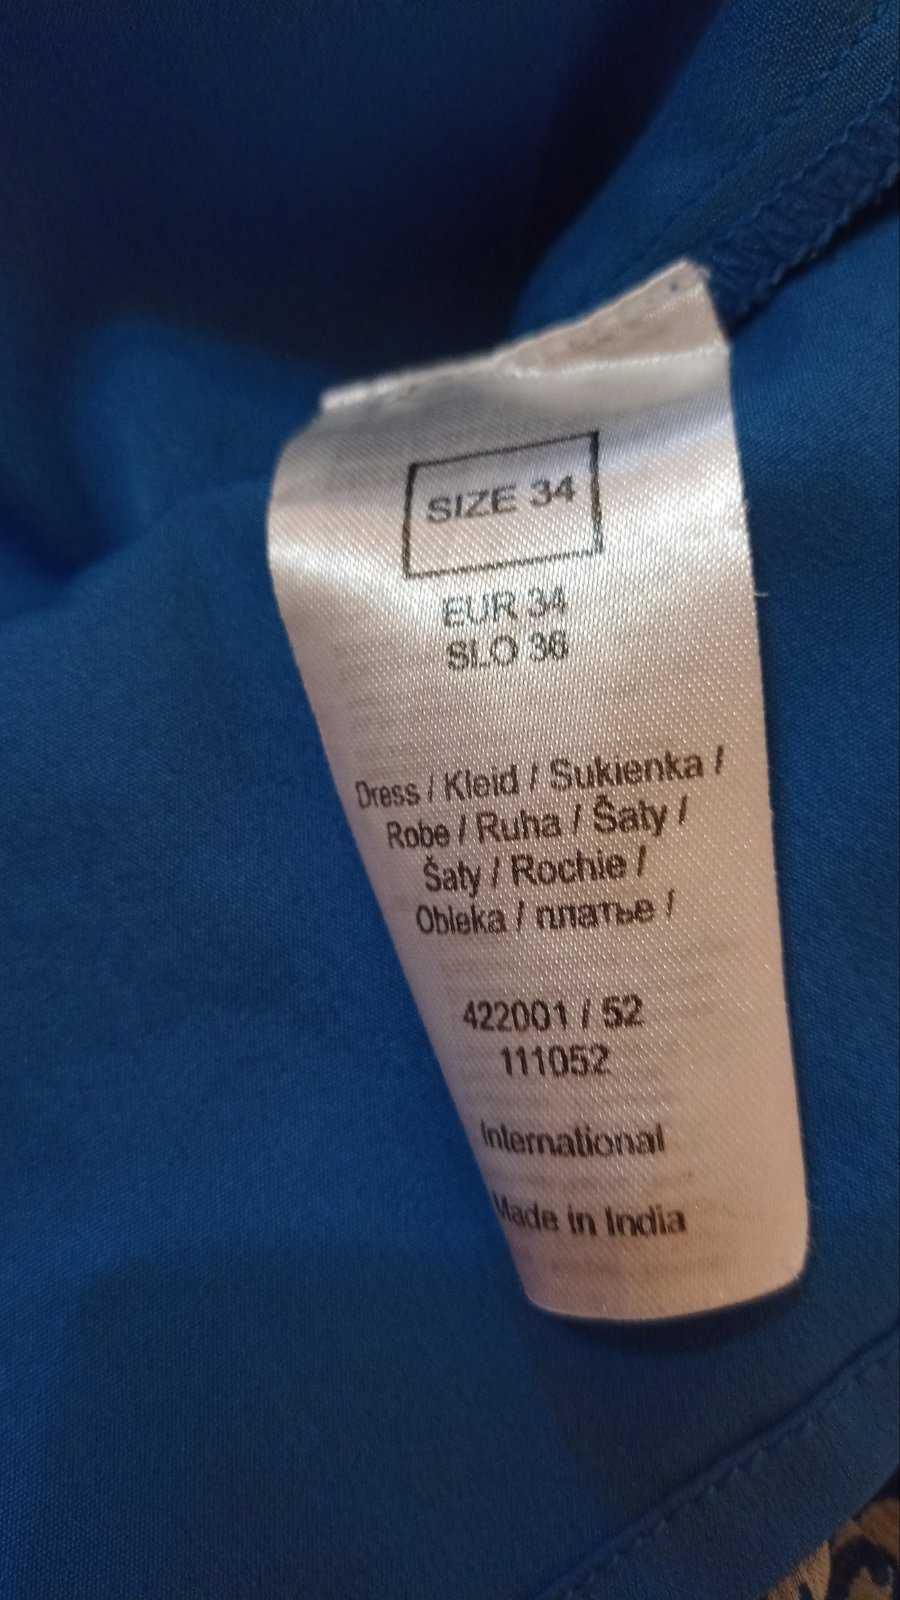 SIZE 34
EUR 34
SLO 36
Dress / Kleid / Sukienka /
Robe / Ruha / Šaty /
Šaty / Rochie /
Obleka / платье /
422001 / 52
111052
International
Made in India